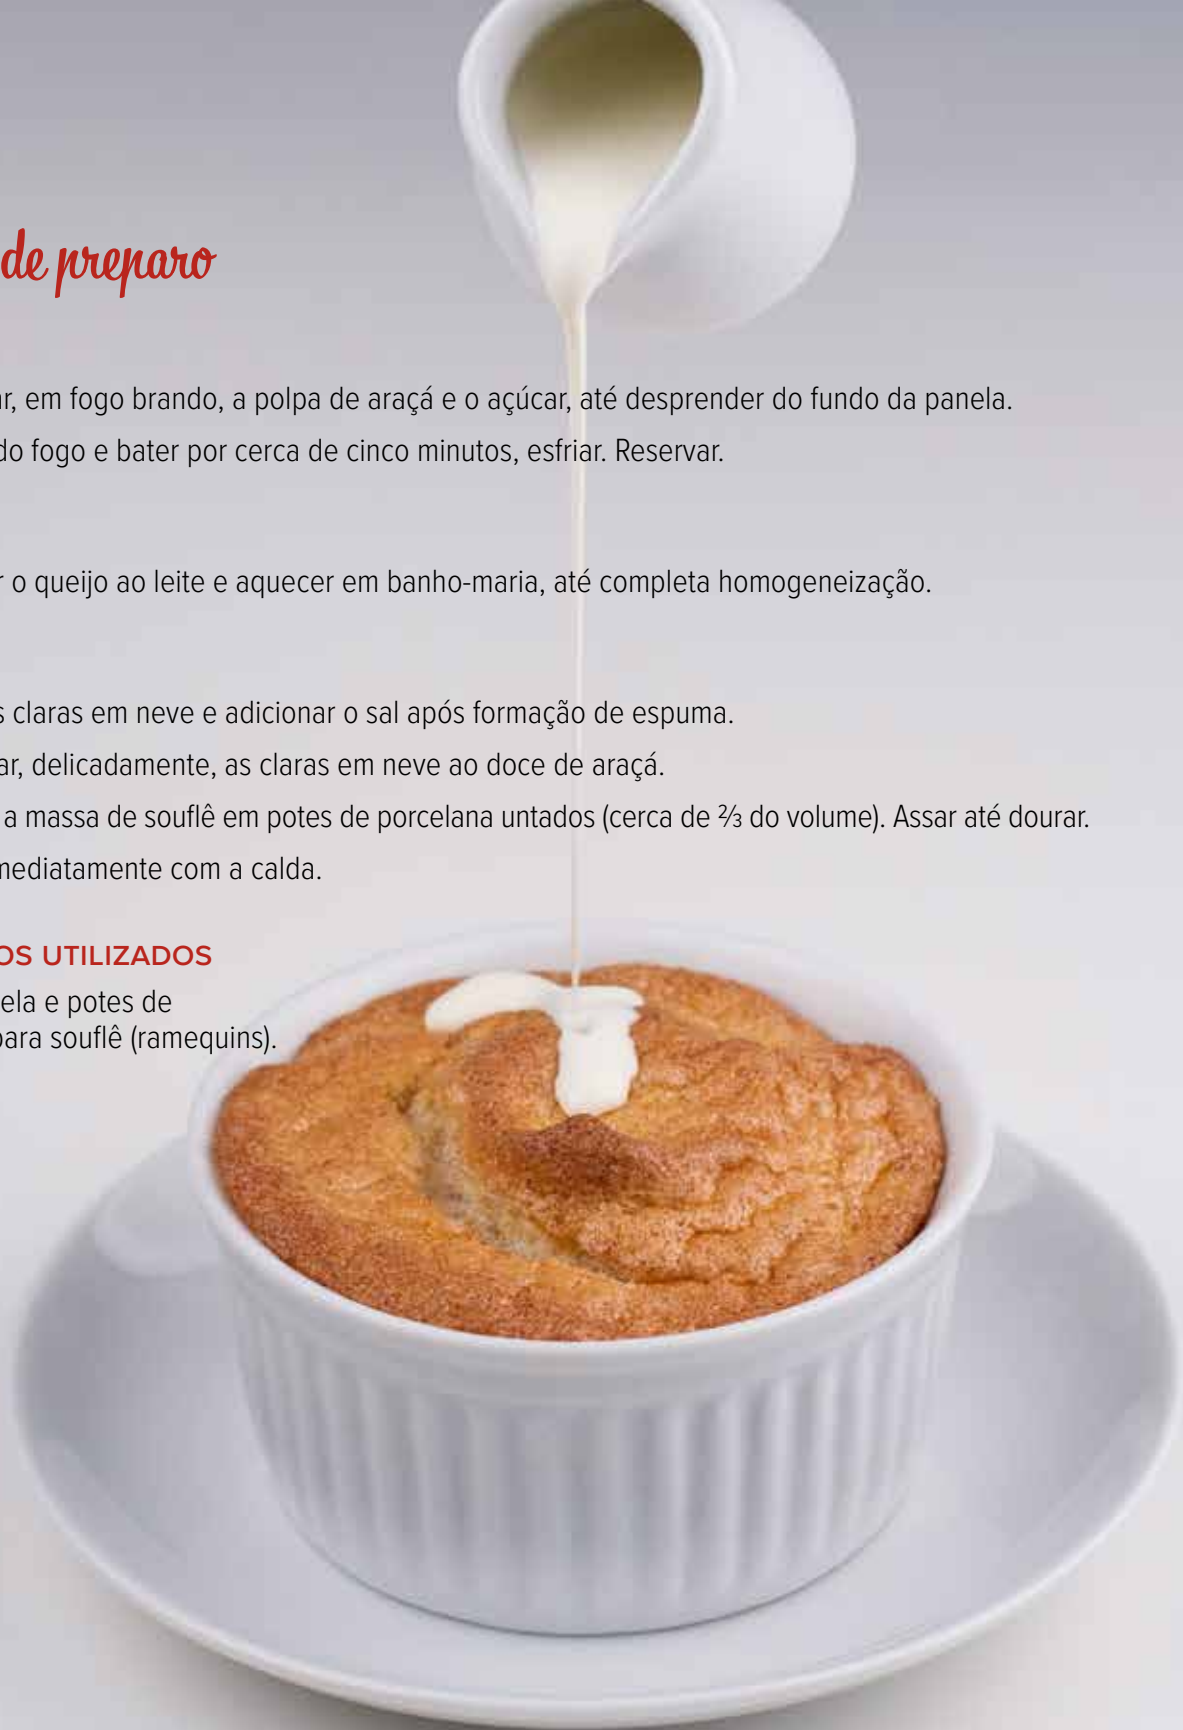 de preparo
r, em fogo brando, a polpa de araçá e o açúcar, até desprender do fundo da panela.
do fogo e bater por cerca de cinco minutos, esfriar. Reservar.
r o queijo ao leite e aquecer em banho-maria, até completa homogeneização.
s claras em neve e adicionar o sal após formação de espuma.
ar, delicadamente, as claras em neve ao doce de araçá.
a massa de souflê em potes de porcelana untados (cerca de ⅔ do volume). Assar até dourar.
mediatamente com a calda.
OS UTILIZADOS
ela e potes de
para souflê (ramequins).